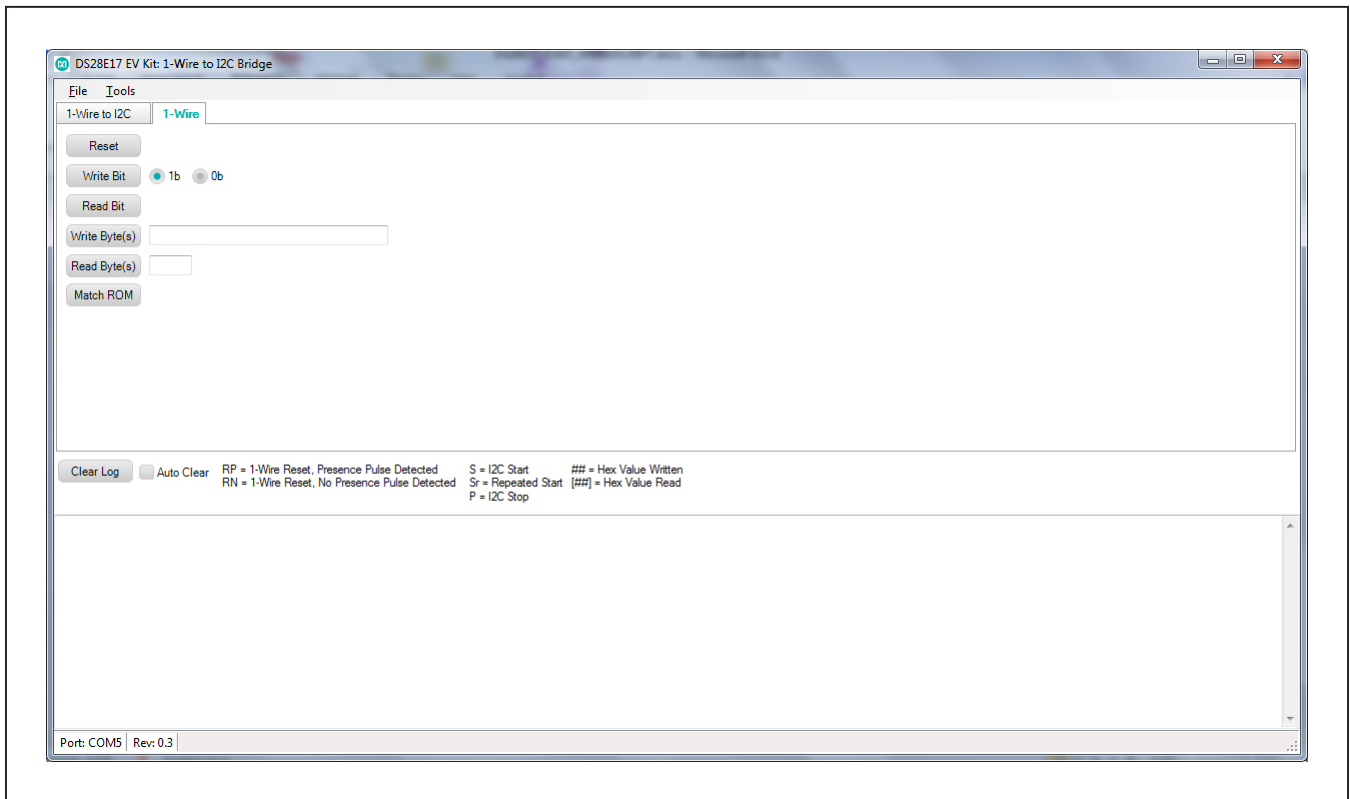 DS28E17 EV Kit: 1-Wire to I2C Bridge
File Tools
1-Wire to I2C 1-Wire
Reset
Write Bit 1b 0b
Read Bit
Write Byte(s)
Read Byte(s)
Match ROM
Clear Log Auto Clear RP = 1-Wire Reset, Presence Pulse Detected S = I2C Start ## = Hex Value Written
RN = 1-Wire Reset, No Presence Pulse Detected Sr = Repeated Start [##] = Hex Value Read
P = I2C Stop
Port: COM5 Rev: 0.3